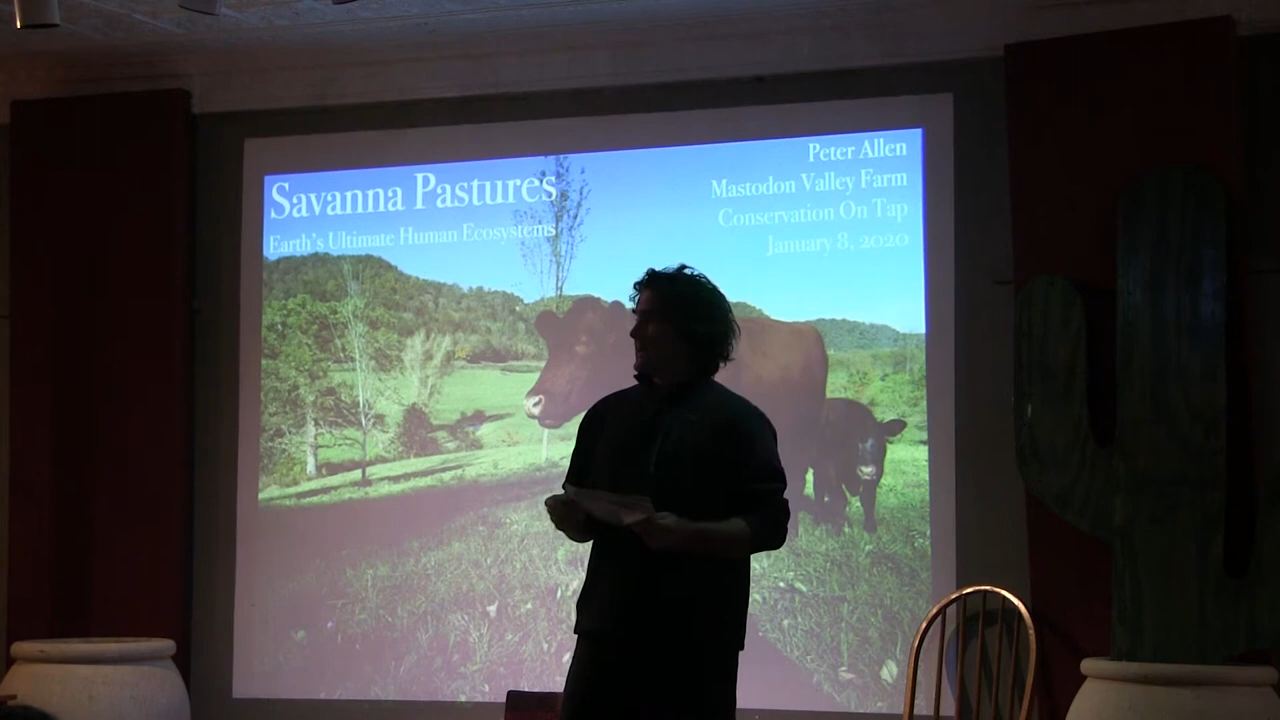 Savanna Pastures
Earth's Ultimate Human Ecosystems
Peter Allen
Mastodon Valley Farm
Conservation On Tap
January 8, 2020